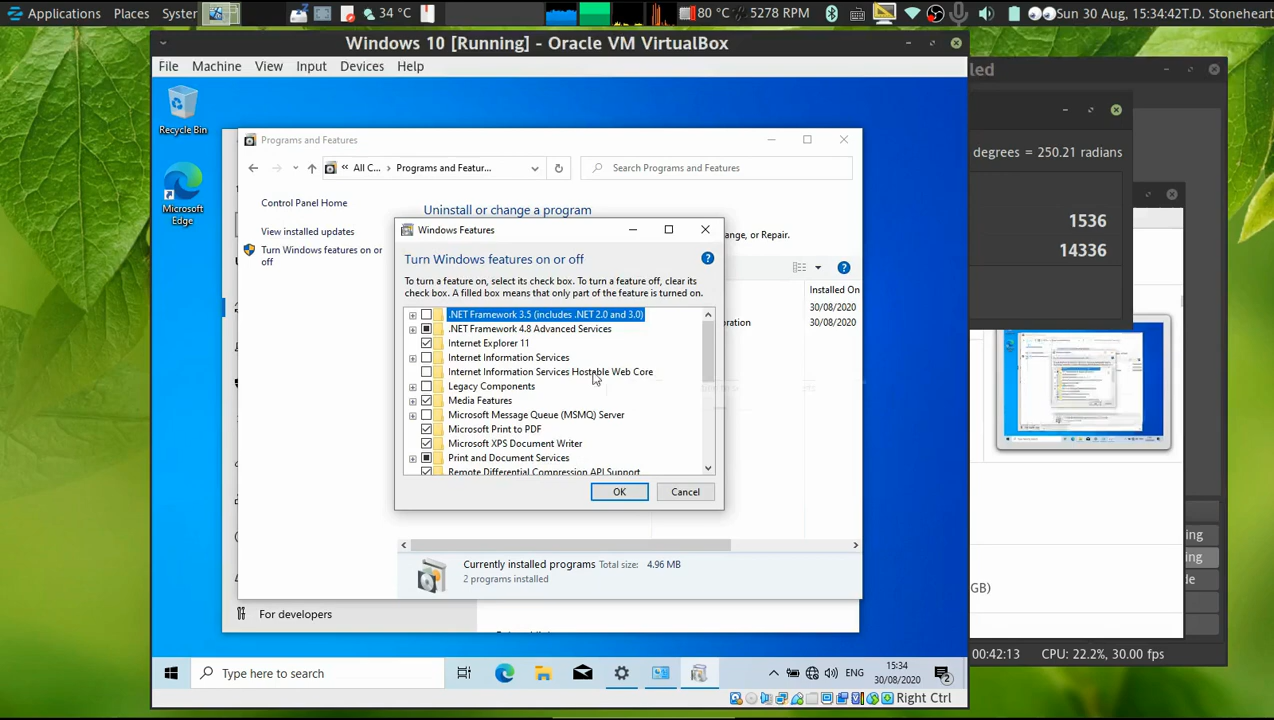 Applications Places System 34 °C 80 °C 5278 RPM Sun 30 Aug, 15:34:42 T.D. Stoneheart
Windows 10 [Running] - Oracle VM VirtualBox
File Machine View Input Devices Help
Recycle Bin
Microsoft
Edge
Programs and Features
« All C... › Programs and Featur...
Search Programs and Features
Control Panel Home
View installed updates
Turn Windows features on or
off
Uninstall or change a program
ange, or Repair.
Installed On
30/08/2020
oration 30/08/2020
Windows Features
Turn Windows features on or off
To turn a feature on, select its check box. To turn a feature off, clear its
check box. A filled box means that only part of the feature is turned on.
.NET Framework 3.5 (includes .NET 2.0 and 3.0)
.NET Framework 4.8 Advanced Services
Internet Explorer 11
Internet Information Services
Internet Information Services Hostable Web Core
Legacy Components
Media Features
Microsoft Message Queue (MSMQ) Server
Microsoft Print to PDF
Microsoft XPS Document Writer
Print and Document Services
Remote Differential Compression API Support
OK Cancel
Currently installed programs Total size: 4.96 MB
2 programs installed
For developers
Type here to search
ENG
15:34
30/08/2020
2
Right Ctrl
led
degrees = 250.21 radians
1536
14336
ing
ing
GB)
de
00:42:13 CPU: 22.2%, 30.00 fps